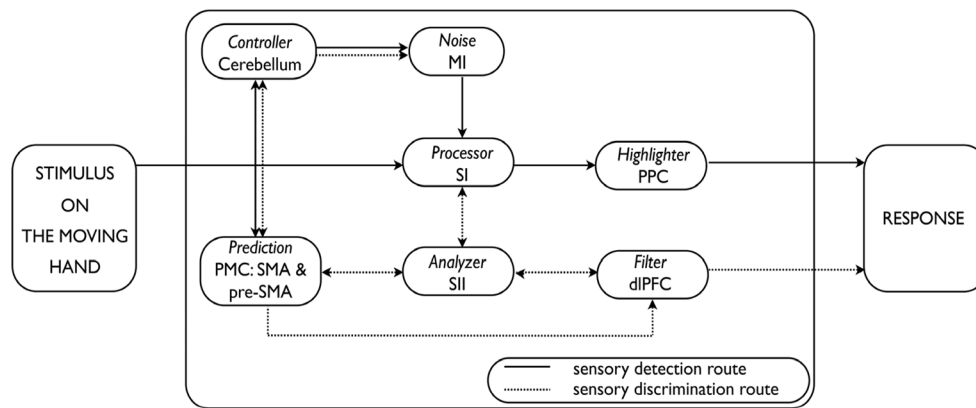 Controller
Cerebellum
Noise
MI
STIMULUS
ON
THE MOVING
HAND
Processor
SI
Highlighter
PPC
RESPONSE
Prediction
PMC: SMA &
pre-SMA
Analyzer
SII
Filter
dlPFC
sensory detection route
sensory discrimination route